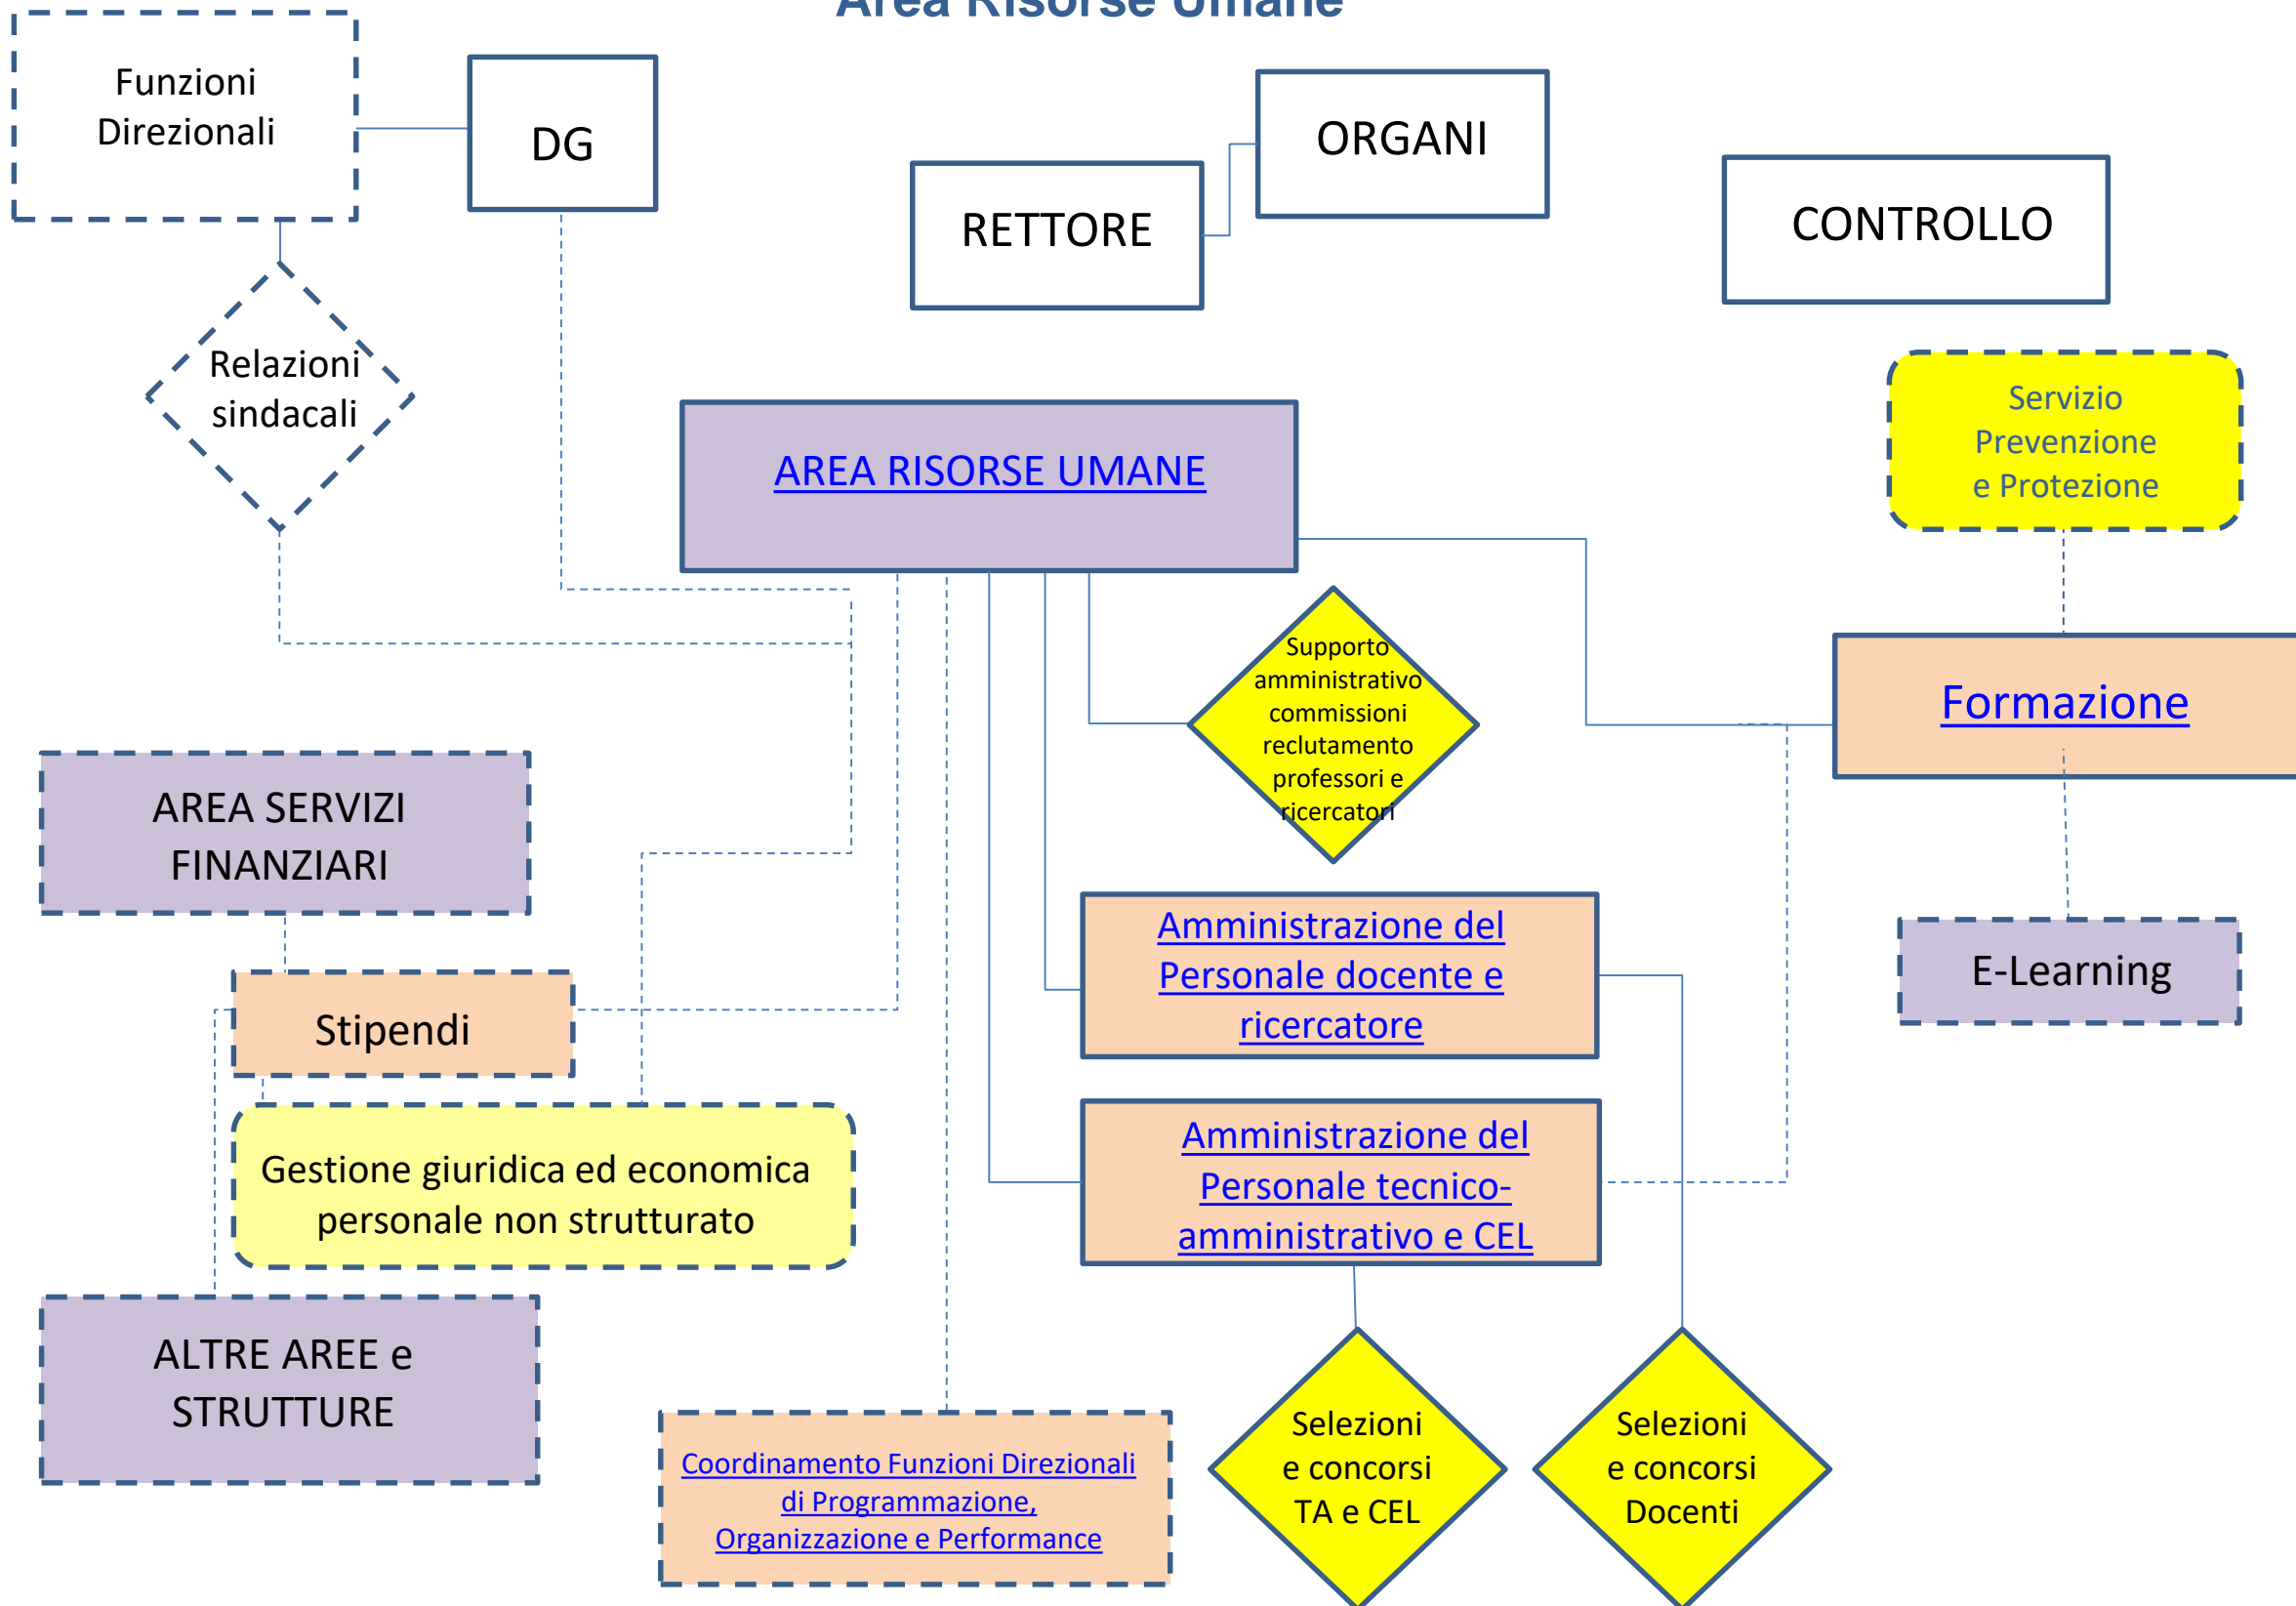 Area Risorse Umane
Funzioni
Direzionali
DG
ORGANI
RETTORE
CONTROLLO
Relazioni
sindacali
AREA RISORSE UMANE
Servizio
Prevenzione
e Protezione
Supporto
amministrativo
commissioni
reclutamento
professori e
ricercatori
Formazione
AREA SERVIZI
FINANZIARI
Amministrazione del
Personale docente e
ricercatore
E-Learning
Stipendi
Gestione giuridica ed economica
personale non strutturato
Amministrazione del
Personale tecnico-
amministrativo e CEL
ALTRE AREE e
STRUTTURE
Coordinamento Funzioni Direzionali
di Programmazione,
Organizzazione e Performance
Selezioni
e concorsi
TA e CEL
Selezioni
e concorsi
Docenti